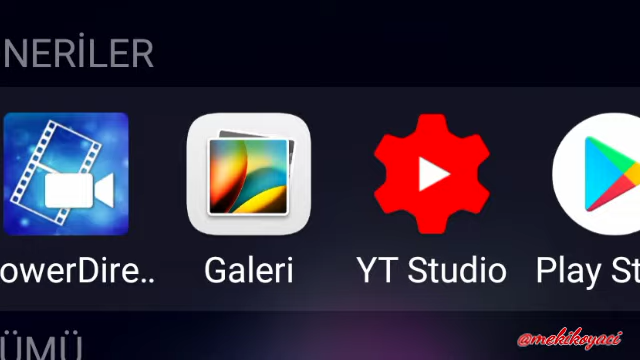 NERİLER
owerDire..
Galeri
YT Studio
Play St
ÜMÜ
@mekikoyaci